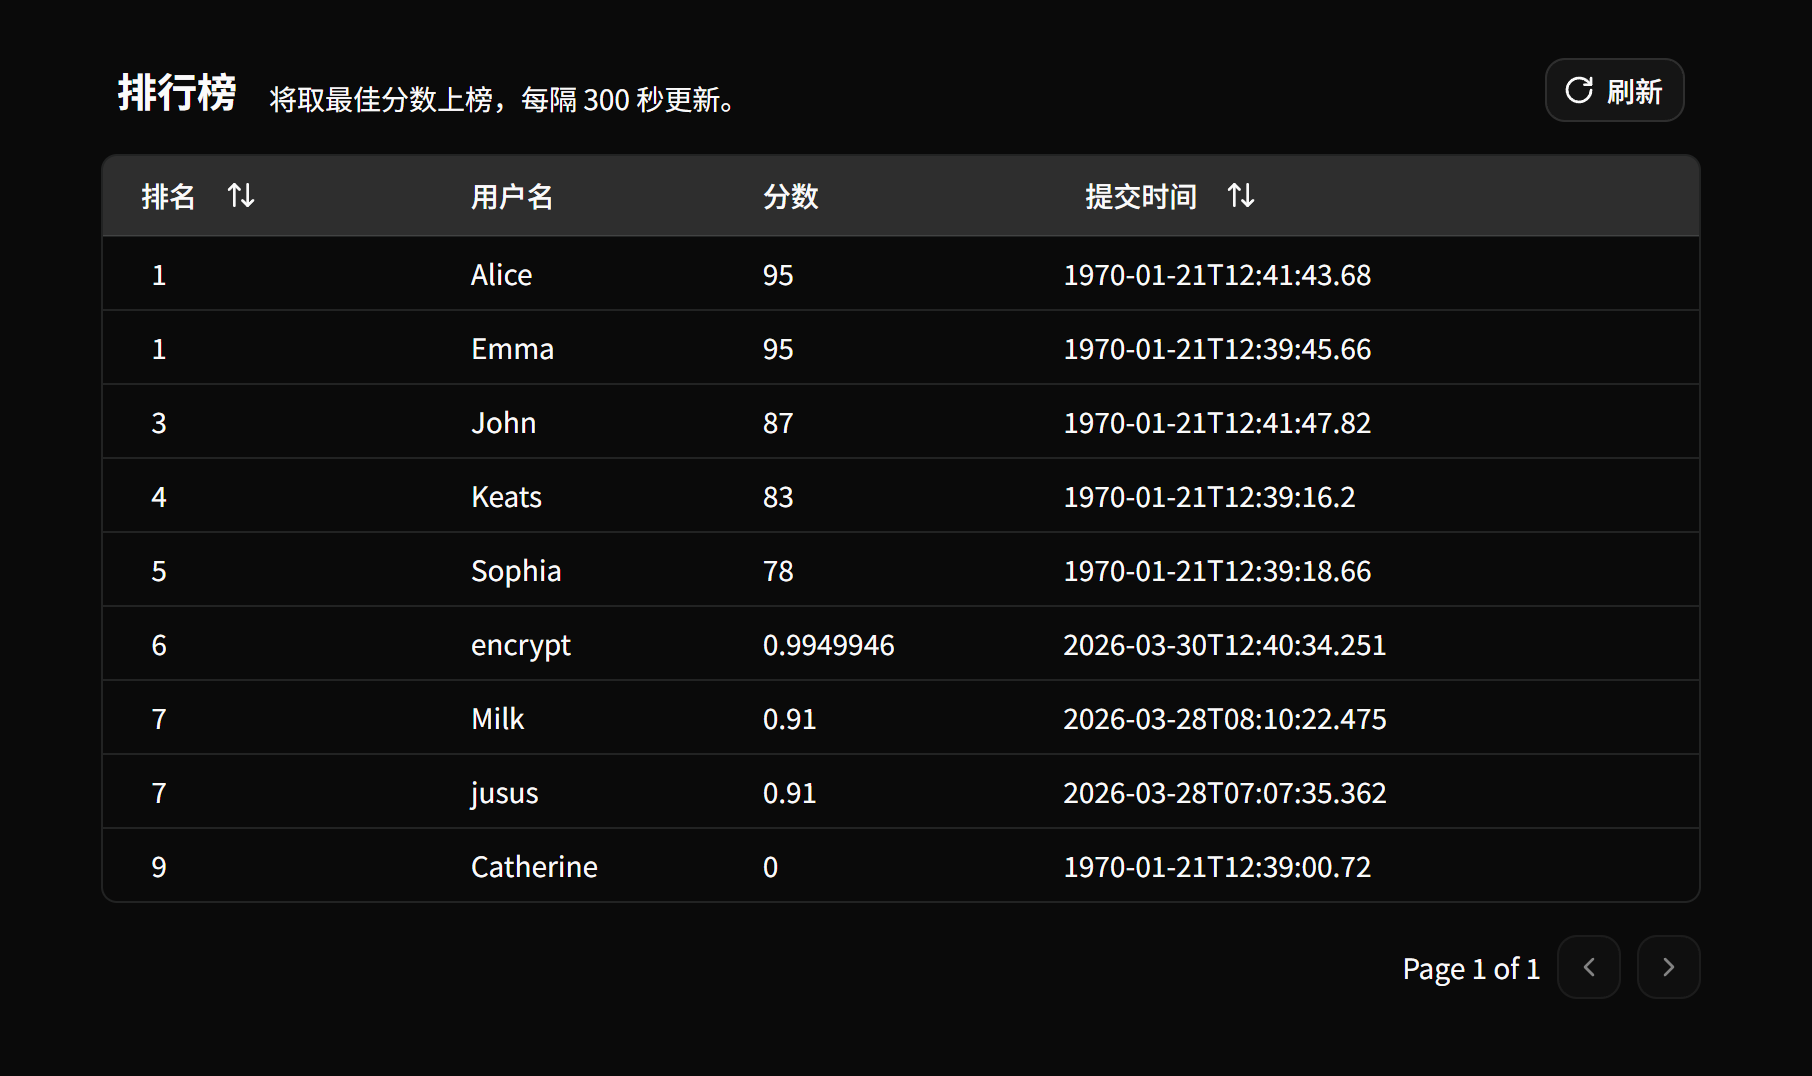 排行榜 将取最佳分数上榜，每隔 300 秒更新。 刷新
排名 用户名 分数 提交时间
1 Alice 95 1970-01-21T12:41:43.68
1 Emma 95 1970-01-21T12:39:45.66
3 John 87 1970-01-21T12:41:47.82
4 Keats 83 1970-01-21T12:39:16.2
5 Sophia 78 1970-01-21T12:39:18.66
6 encrypt 0.9949946 2026-03-30T12:40:34.251
7 Milk 0.91 2026-03-28T08:10:22.475
7 jusus 0.91 2026-03-28T07:07:35.362
9 Catherine 0 1970-01-21T12:39:00.72
Page 1 of 1